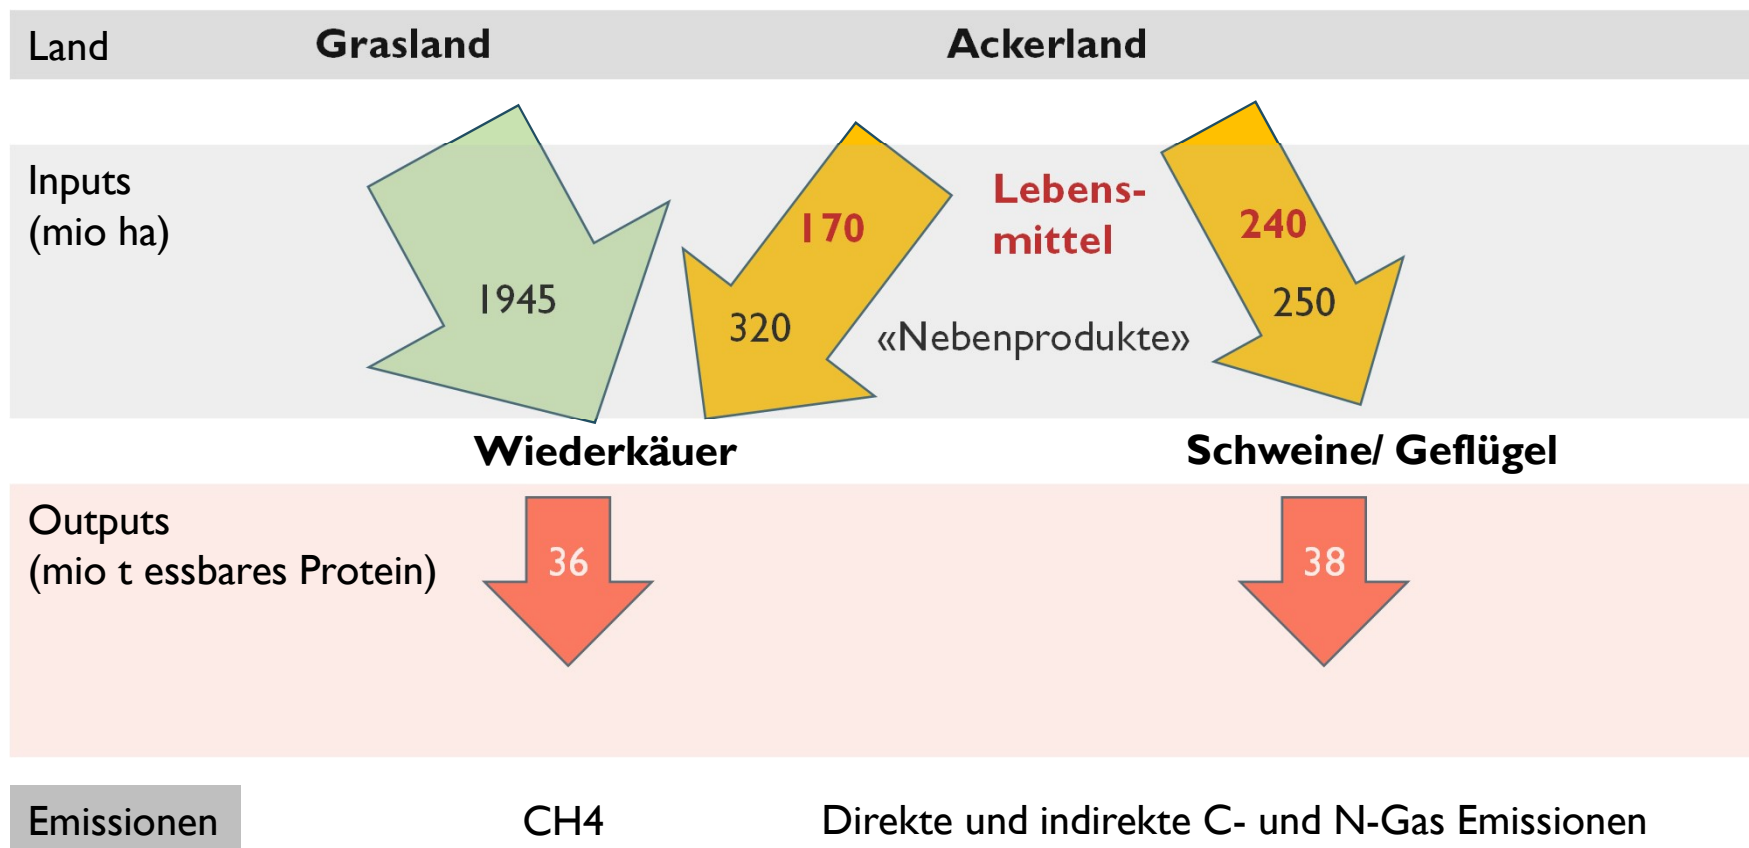 Land
Grasland
Ackerland
Inputs
(mio ha)
1945
170
320
Lebens-
mittel
«Nebenprodukte»
240
250
Wiederkäuer
Schweine/ Geflügel
Outputs
(mio t essbares Protein)
36
38
Emissionen
CH4
Direkte und indirekte C- und N-Gas Emissionen